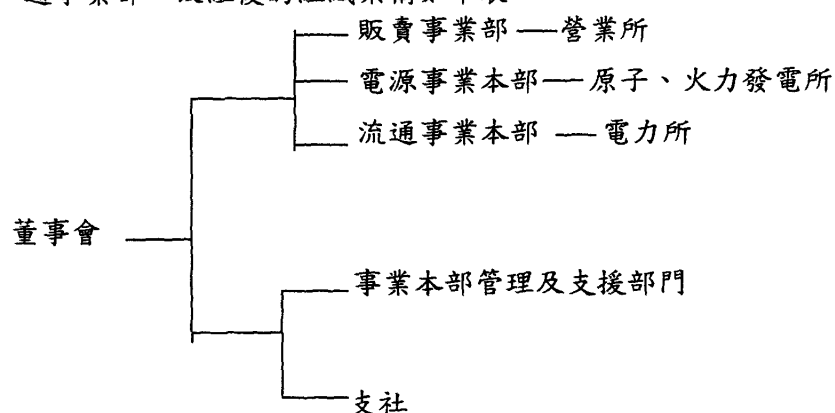 販賣事業部 — 營業所
電源事業本部 — 原子、火力發電所
流通事業本部 — 電力所
董事會
事業本部管理及支援部門
支社